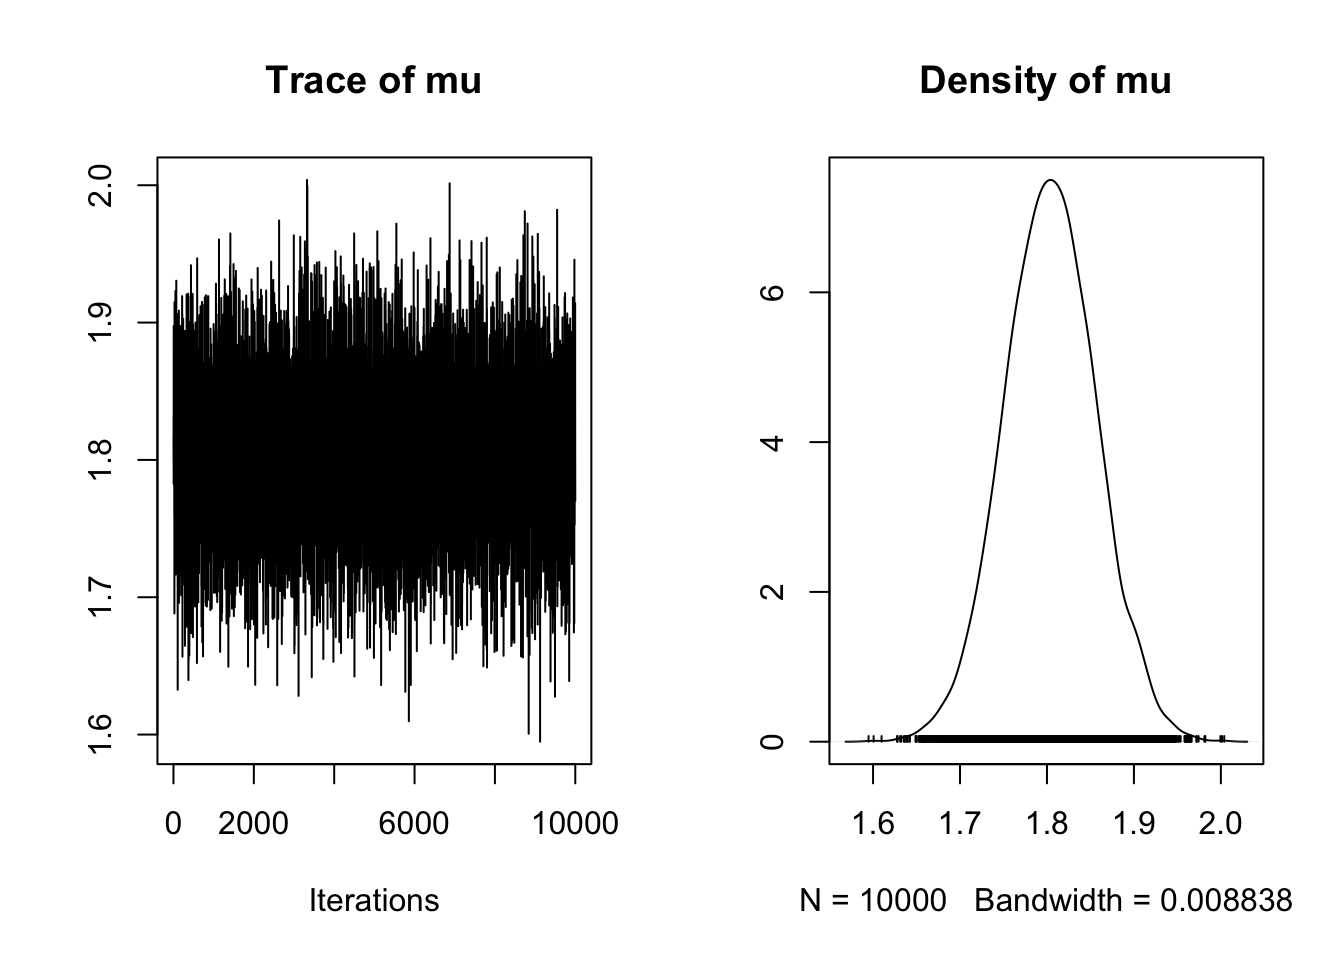 Trace of mu
2.0
1.9
1.8
1.7
1.6
0 2000 6000 10000
Iterations
Density of mu
6
4
2
0
1.6 1.7 1.8 1.9 2.0
N = 10000 Bandwidth = 0.008838